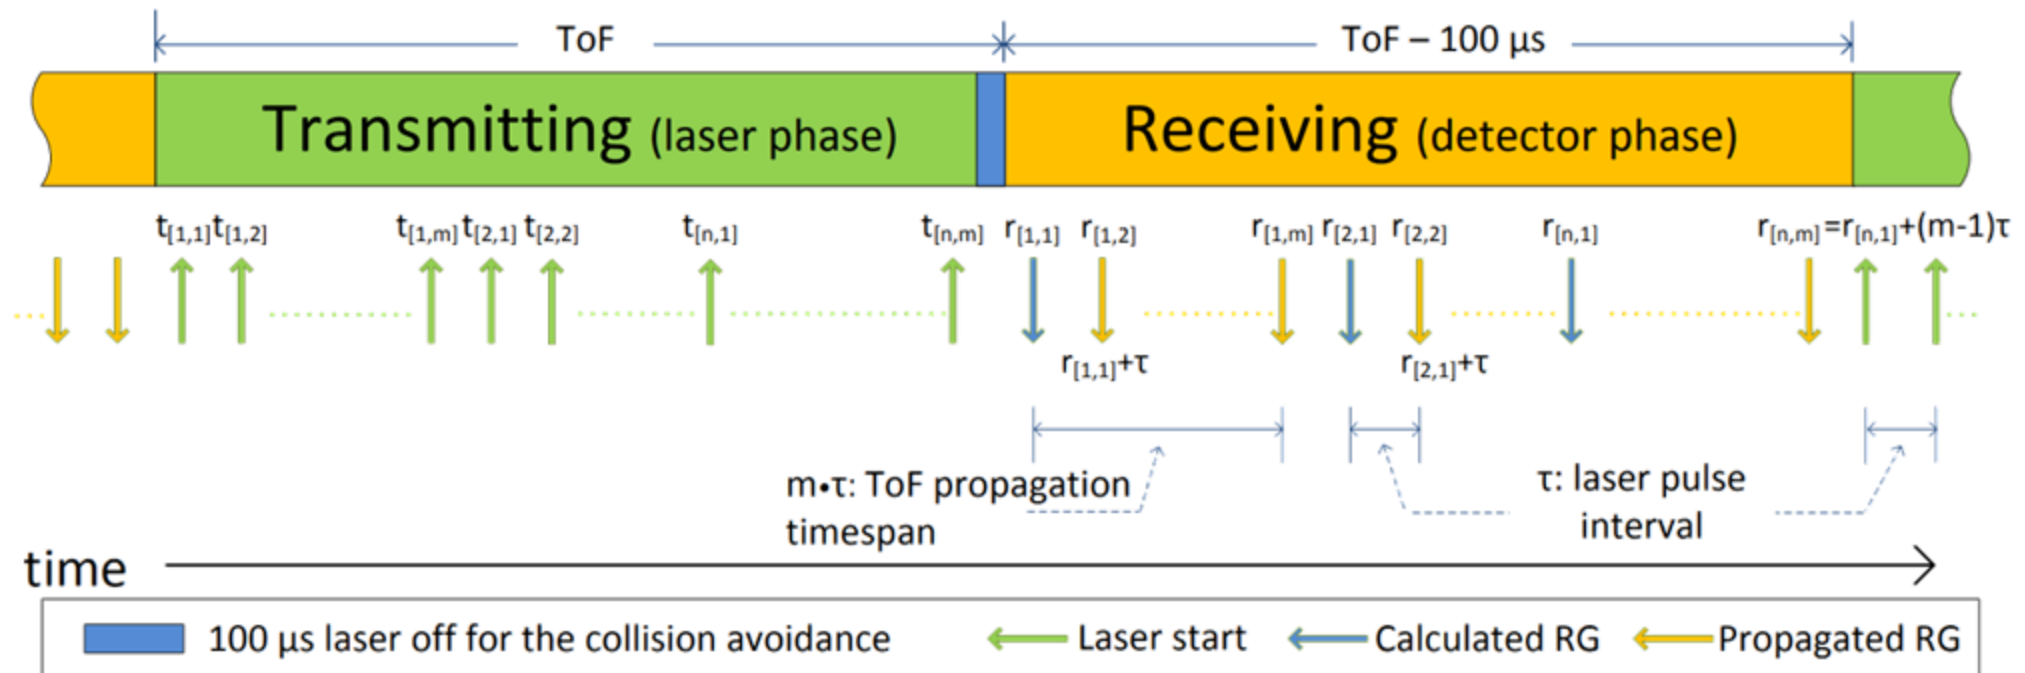 ToF
ToF – 100 μs
Transmitting (laser phase)
Receiving (detector phase)
t[1,1] t[1,2] t[1,m] t[2,1] t[2,2] t[n,1] t[n,m] r[1,1] r[1,2] r[1,m] r[2,1] r[2,2] r[n,1] r[n,m]=r[n,1]+(m-1)τ
r[1,1]+τ
r[2,1]+τ
m•τ: ToF propagation
timespan
τ: laser pulse
interval
time
100 μs laser off for the collision avoidance
Laser start
Calculated RG
Propagated RG